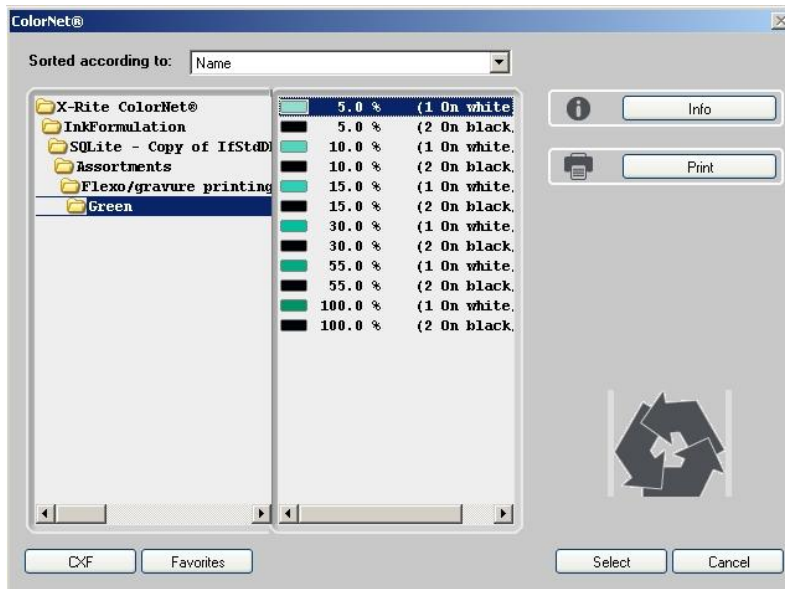 ColorNet®
Sorted according to: Name
X-Rite ColorNet®
InkFormulation
SQLite - Copy of IfStdD
Assortments
Flexo/gravure printing
Green
5.0 % (1 On white
5.0 % (2 On black.
10.0 % (1 On white
10.0 % (2 On black.
15.0 % (1 On white
15.0 % (2 On black.
30.0 % (1 On white.
30.0 % (2 On black.
55.0 % (1 On white.
55.0 % (2 On black.
100.0 % (1 On white.
100.0 % (2 On black.
Info
Print
CXF Favorites Select Cancel